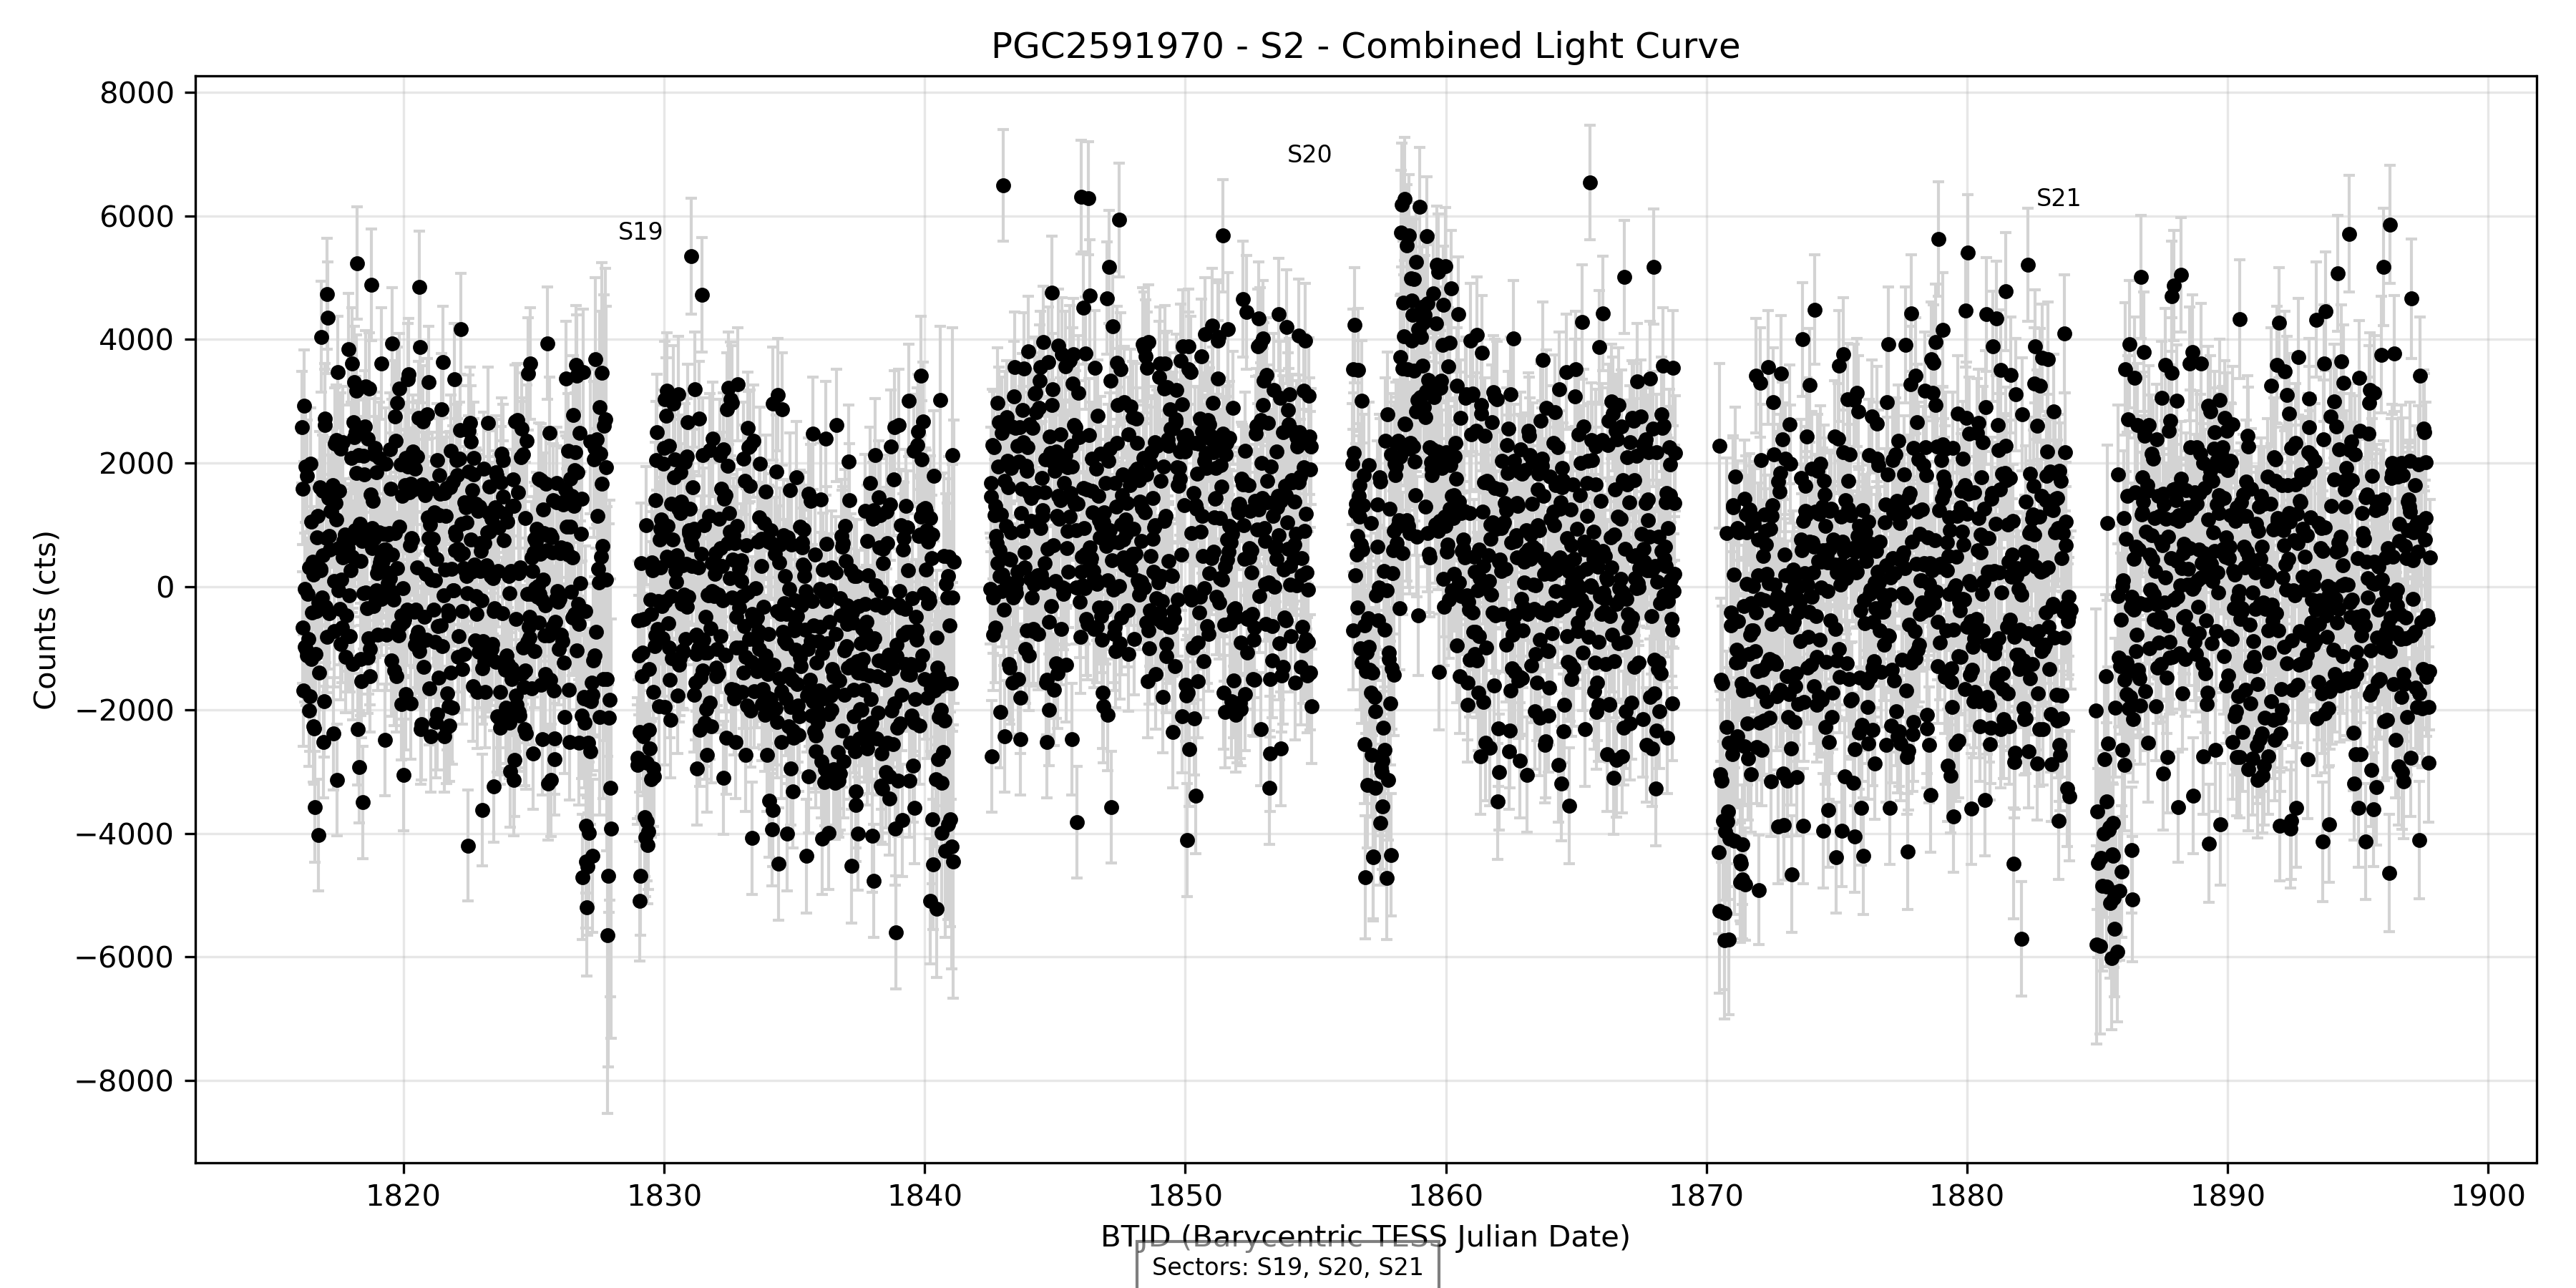 PGC2591970 - S2 - Combined Light Curve
8000
6000
4000
2000
0
−2000
−4000
−6000
−8000
Counts (cts)
S19
S20
S21
1820
1830
1840
1850
1860
1870
1880
1890
1900
BTJD (Barycentric TESS Julian Date)
Sectors: S19, S20, S21